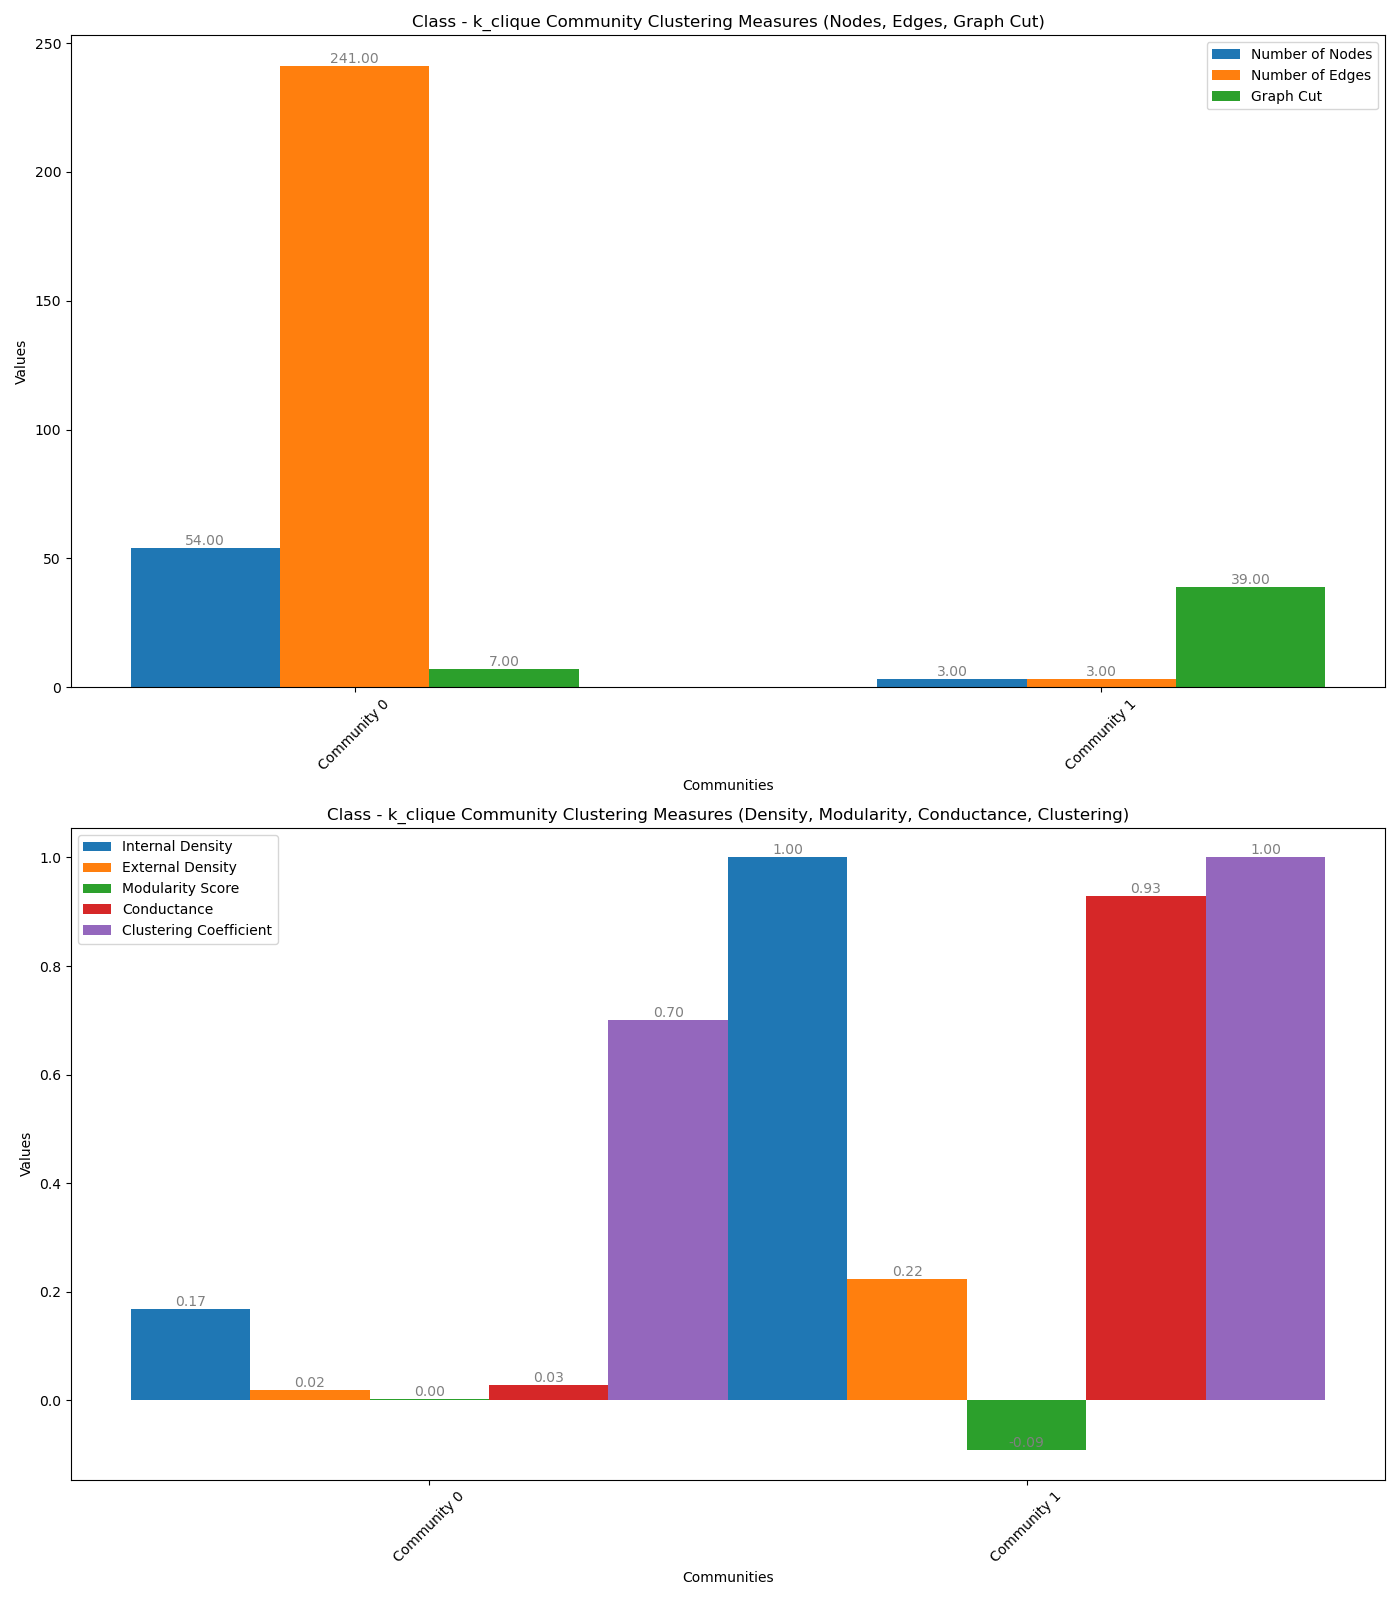 Class - k_clique Community Clustering Measures (Nodes, Edges, Graph Cut)
250
200
150
100
50
0
Values
Number of Nodes
Number of Edges
Graph Cut
241.00
54.00
7.00
3.00
3.00
39.00
Community 0
Community 1
Communities
Class - k_clique Community Clustering Measures (Density, Modularity, Conductance, Clustering)
Internal Density
External Density
Modularity Score
Conductance
Clustering Coefficient
1.0
0.8
0.6
0.4
0.2
0.0
Values
0.17
0.02
0.00
0.03
0.70
1.00
0.22
-0.09
0.93
1.00
Community 0
Community 1
Communities